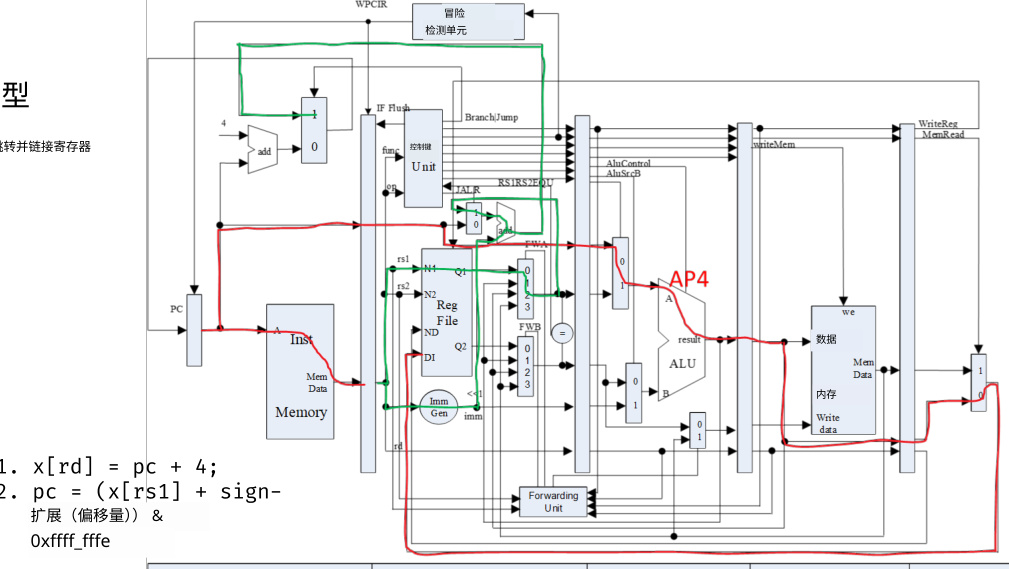 型
跳转并链接寄存器
WPCIR
冒险
检测单元
4
add
1
0
IF Flush
控制键
Unit
func
op
Branch|Jump
WriteReg
MemRead
writeMem
AluControl
AluSrcB
RS1RS2EQU
JALR
1
0
add
FWA
rs1
N1
Q1
0
1
2
3
rs2
N2
Reg
File
ND
DI
Q2
=
FWB
0
1
2
3
0
1
AP4
A
result
ALU
B
0
1
we
数据
Mem
Data
内存
Write
data
1
0
PC
A
Inst
Mem
Data
Memory
Imm
Gen
<<1
imm
rd
0
1
Forwarding
Unit
1. x[rd] = pc + 4;
2. pc = (x[rs1] + sign-
扩展（偏移量）） &
0xffff_fffe